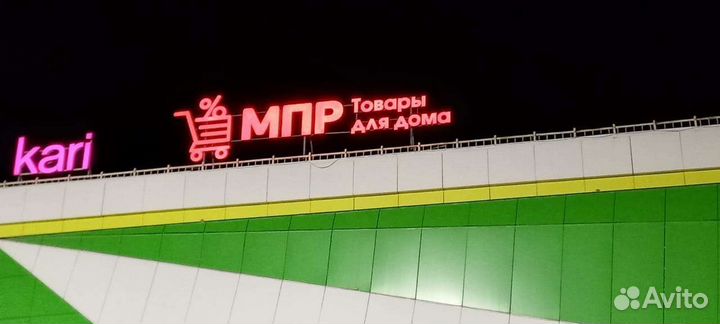 kari
% МПР Товары
для дома
Avito